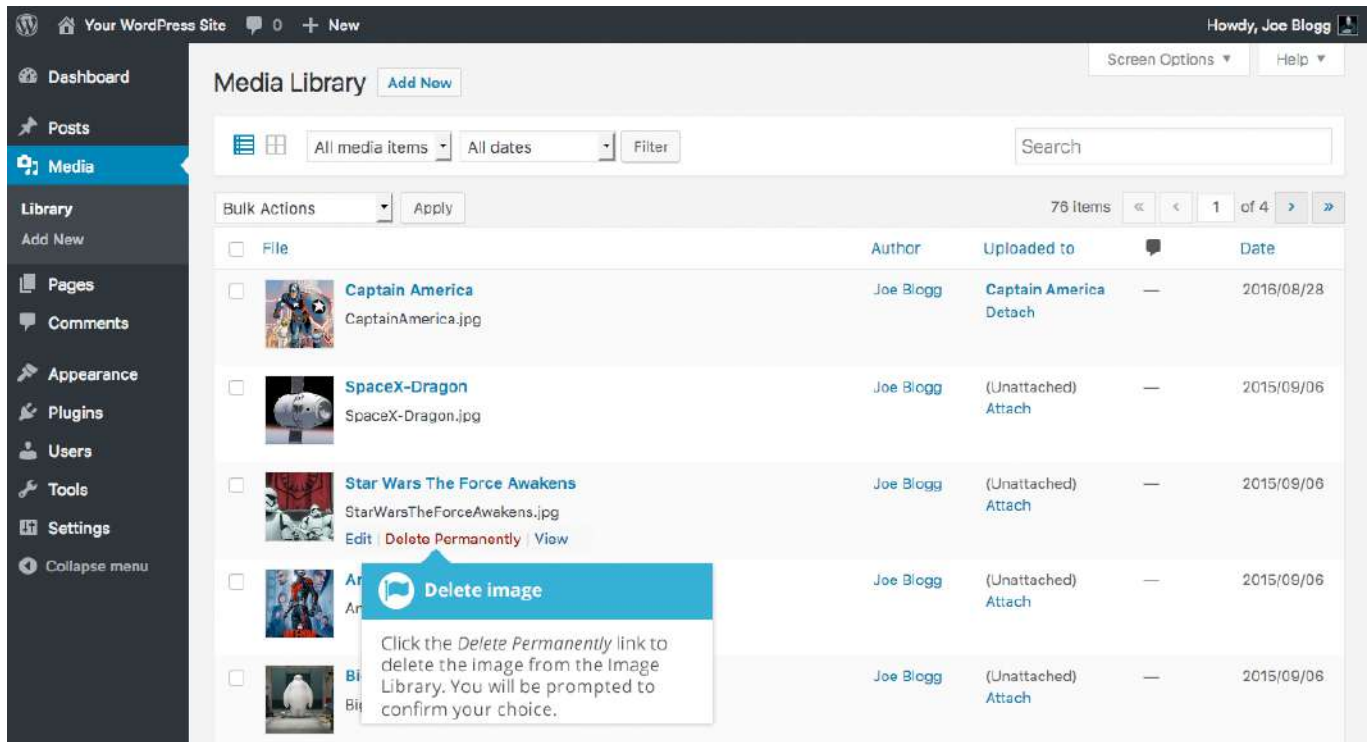 Your WordPress Site 0 + New Howdy, Joe Blogg
Screen Options Help
Dashboard
Posts
Media
Library
Add New
Pages
Comments
Appearance
Plugins
Users
Tools
Settings
Collapse menu
Media Library Add New
All media items All dates Filter Search
Bulk Actions Apply 76 items « ‹ 1 of 4 › »
File Author Uploaded to Date
Captain America Joe Blogg Captain America — 2016/08/28
CaptainAmerica.jpg Detach
SpaceX-Dragon Joe Blogg (Unattached) — 2015/09/06
SpaceX-Dragon.jpg Attach
Star Wars The Force Awakens Joe Blogg (Unattached) — 2015/09/06
StarWarsTheForceAwakens.jpg Attach
Edit | Delete Permanently | View
Joe Blogg (Unattached) — 2015/09/06
Attach
Delete image
Click the Delete Permanently link to
delete the image from the Image
Library. You will be prompted to
confirm your choice.
Joe Blogg (Unattached) — 2015/09/06
Attach